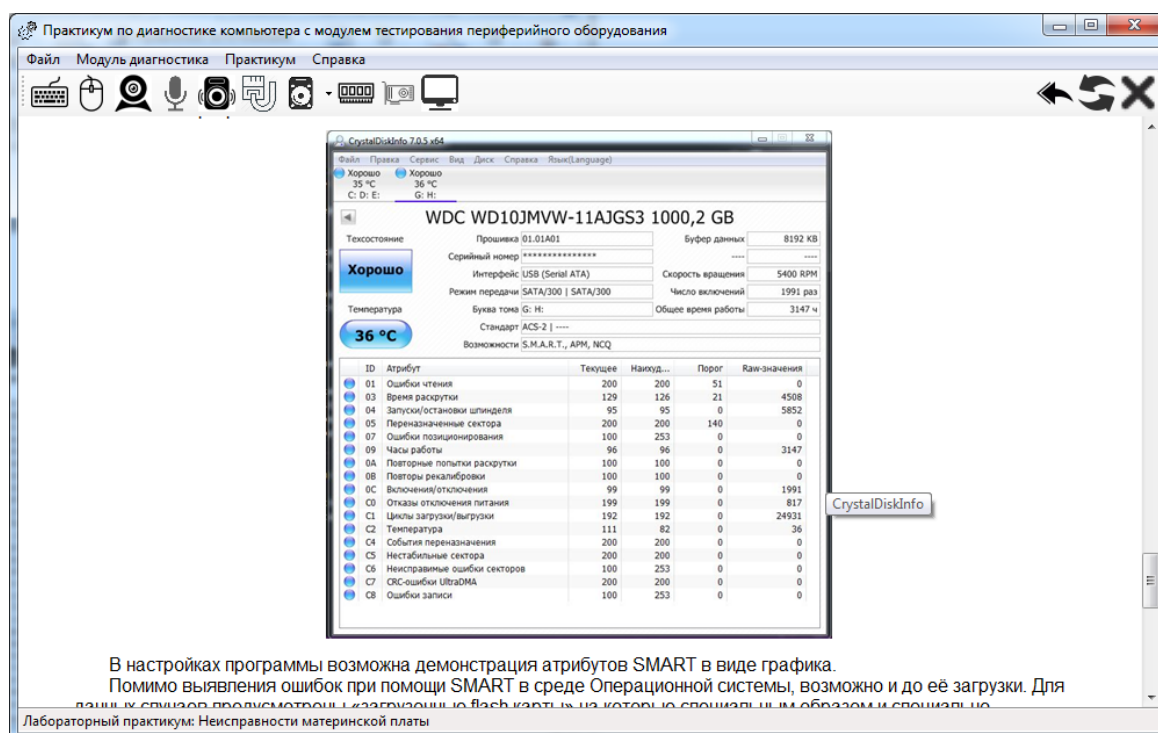 Практикум по диагностике компьютера с модулем тестирования периферийного оборудования
Файл Модуль диагностика Практикум Справка
CrystalDiskInfo 7.0.5 x64
Файл Правка Сервис Вид Диск Справка Язык(Language)
Хорошо Хорошо
35 °C 36 °C
C: D: E: G: H:
WDC WD10JMVW-11AJGS3 1000,2 GB
Техсостояние Прошивка 01.01A01 Буфер данных 8192 KB
Серийный номер *************** ---- ----
Хорошо Интерфейс USB (Serial ATA) Скорость вращения 5400 RPM
Режим передачи SATA/300 | SATA/300 Число включений 1991 раз
Температура Буква тома G: H: Общее время работы 3147 ч
36 °C Стандарт ACS-2 | ----
Возможности S.M.A.R.T., APM, NCQ
ID Атрибут Текущее Наихуд... Порог Raw-значения
01 Ошибки чтения 200 200 51 0
03 Время раскрутки 129 126 21 4508
04 Запуски/остановки шпинделя 95 95 0 5852
05 Переназначенные сектора 200 200 140 0
07 Ошибки позиционирования 100 253 0 0
09 Часы работы 96 96 0 3147
0A Повторные попытки раскрутки 100 100 0 0
0B Повторы рекалибровки 100 100 0 0
0C Включения/отключения 99 99 0 1991
C0 Отказы отключения питания 199 199 0 817
C1 Циклы загрузки/выгрузки 192 192 0 24931
C2 Температура 111 82 0 36
C4 События переназначения 200 200 0 0
C5 Нестабильные сектора 200 200 0 0
C6 Неисправимые ошибки секторов 100 253 0 0
C7 CRC-ошибки UltraDMA 200 200 0 0
C8 Ошибки записи 100 253 0 0
CrystalDiskInfo
В настройках программы возможна демонстрация атрибутов SMART в виде графика.
Помимо выявления ошибок при помощи SMART в среде Операционной системы, возможно и до её загрузки. Для
данных случаев предусмотрены «загрузочные flash карты» на которые специальным образом и специально
Лабораторный практикум: Неисправности материнской платы